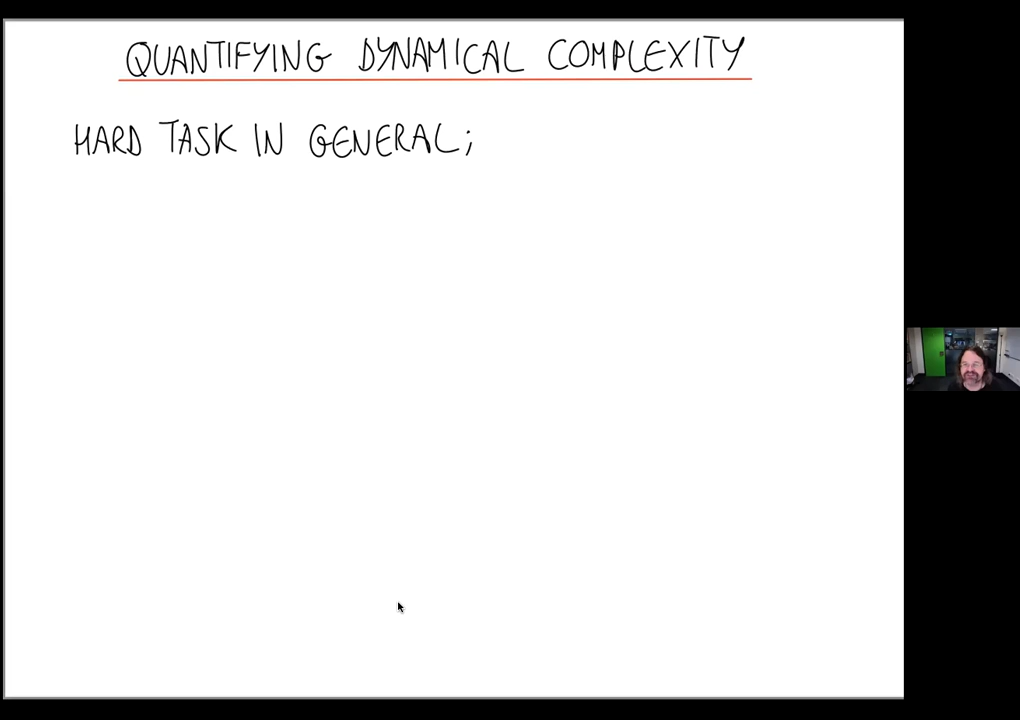 QUANTIFYING DYNAMICAL COMPLEXITY
HARD TASK IN GENERAL;